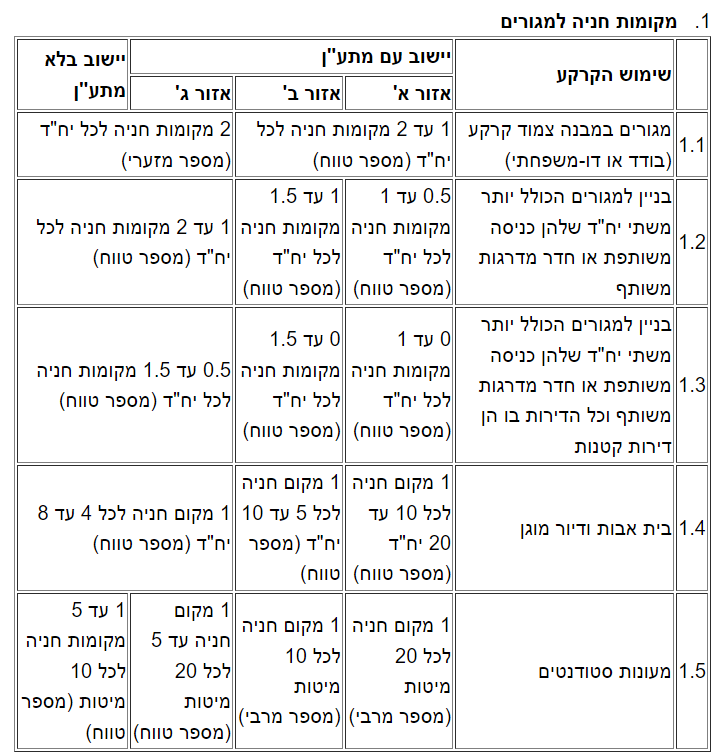 1. מקומות חניה למגורים
שימוש הקרקע
יישוב עם מתע"ן
יישוב בלא
מתע"ן
אזור א'
אזור ב'
אזור ג'
1.1
מגורים במבנה צמוד קרקע
(בודד או דו-משפחתי)
1 עד 2 מקומות חניה לכל
יח"ד (מספר טווח)
2 מקומות חניה לכל יח"ד
(מספר מזערי)
1.2
בניין למגורים הכולל יותר
משתי יח"ד שלהן כניסה
משותפת או חדר מדרגות
משותף
0.5 עד 1
מקומות חניה
לכל יח"ד
(מספר טווח)
1 עד 1.5
מקומות חניה
לכל יח"ד
(מספר טווח)
1 עד 2 מקומות חניה לכל
יח"ד (מספר טווח)
1.3
בניין למגורים הכולל יותר
משתי יח"ד שלהן כניסה
משותפת או חדר מדרגות
משותף וכל הדירות בו הן
דירות קטנות
0 עד 1
מקומות חניה
לכל יח"ד
(מספר טווח)
0 עד 1.5
מקומות חניה
לכל יח"ד
(מספר טווח)
0.5 עד 1.5 מקומות חניה
לכל יח"ד (מספר טווח)
1.4
בית אבות ודיור מוגן
1 מקום חניה
לכל 10 עד
20 יח"ד
(מספר טווח)
1 מקום חניה
לכל 5 עד 10
יח"ד (מספר
טווח)
1 מקום חניה לכל 4 עד 8
יח"ד (מספר טווח)
1.5
מעונות סטודנטים
1 מקום חניה
לכל 20
מיטות
(מספר מרבי)
1 מקום חניה
לכל 10
מיטות
(מספר מרבי)
1 מקום
חניה עד 5
לכל 20
מיטות
(מספר טווח)
1 עד 5
מקומות חניה
לכל 10
מיטות (מספר
טווח)